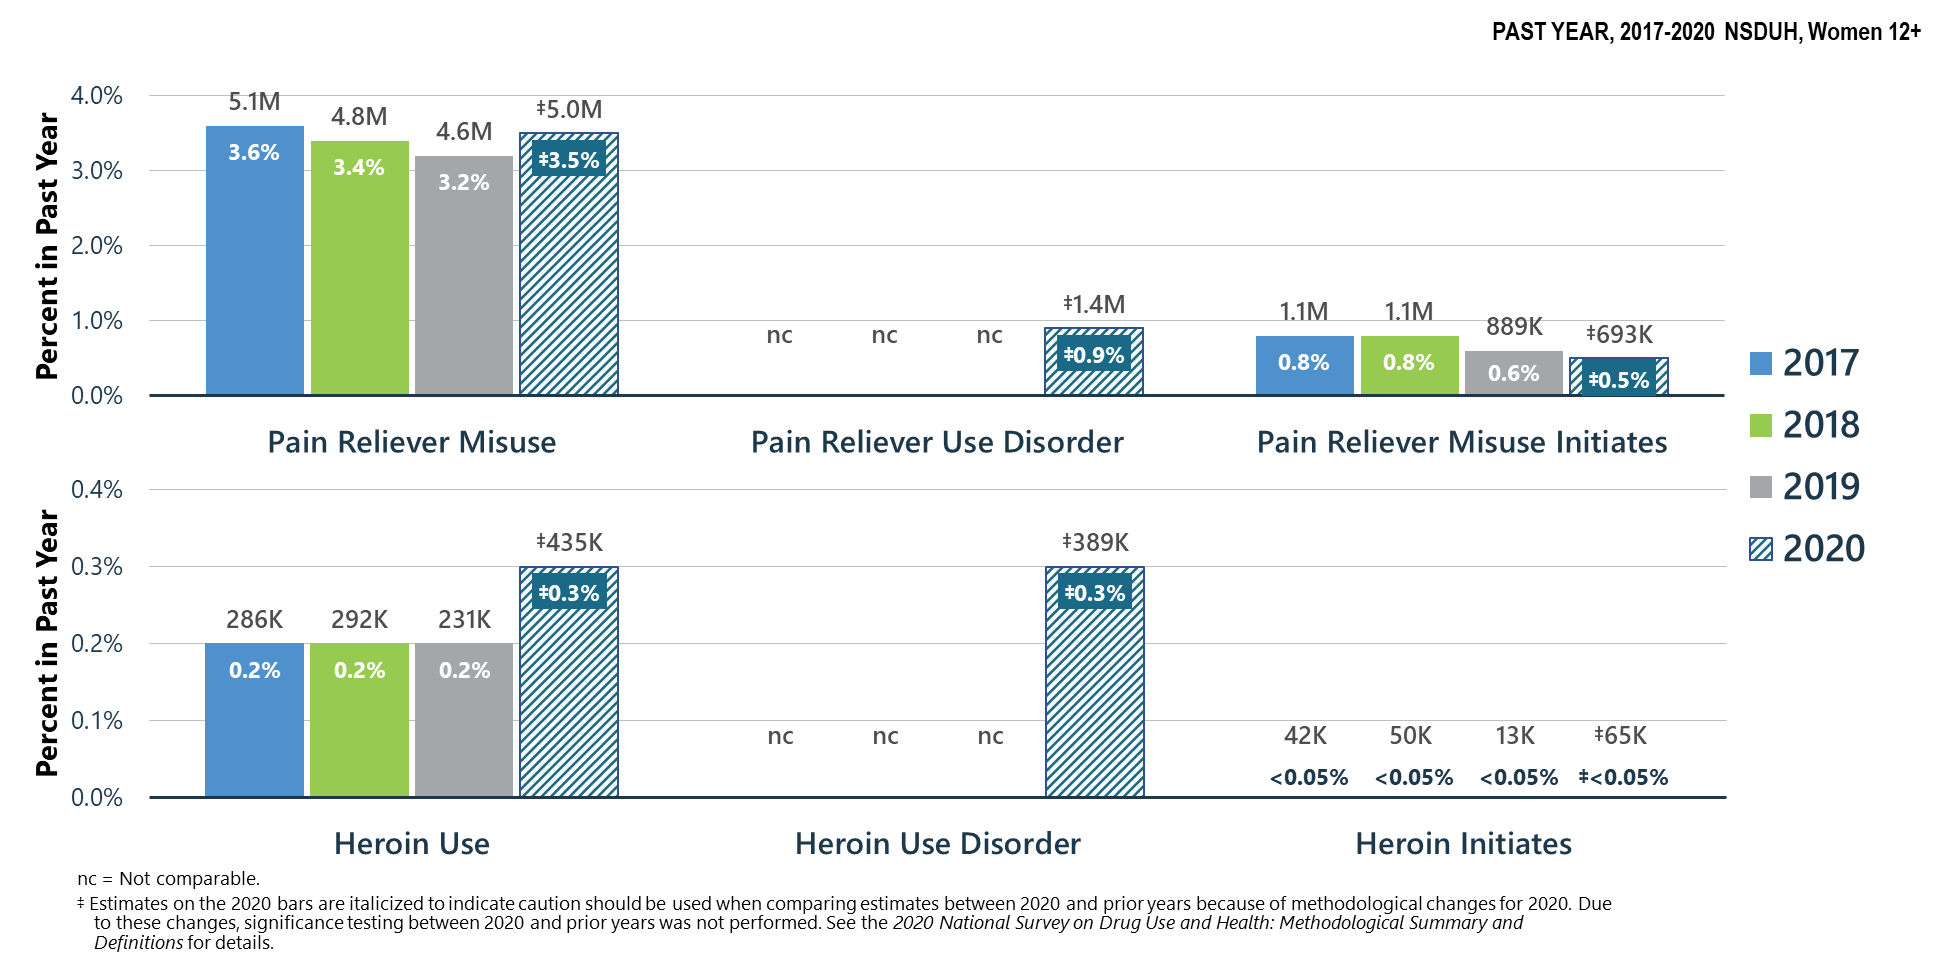 PAST YEAR, 2017-2020 NSDUH, Women 12+
Percent in Past Year
4.0%
3.0%
2.0%
1.0%
0.0%
5.1M
4.8M
4.6M
‡5.0M
3.6%
3.4%
3.2%
‡3.5%
nc
nc
nc
‡1.4M
‡0.9%
1.1M
1.1M
889K
‡693K
0.8%
0.8%
0.6%
‡0.5%
Pain Reliever Misuse
Pain Reliever Use Disorder
Pain Reliever Misuse Initiates
2017
2018
2019
2020
Percent in Past Year
0.4%
0.3%
0.2%
0.1%
0.0%
286K
292K
231K
‡435K
0.2%
0.2%
0.2%
‡0.3%
nc
nc
nc
‡389K
‡0.3%
42K
50K
13K
‡65K
<0.05%
<0.05%
<0.05%
‡<0.05%
Heroin Use
Heroin Use Disorder
Heroin Initiates
nc = Not comparable.
‡ Estimates on the 2020 bars are italicized to indicate caution should be used when comparing estimates between 2020 and prior years because of methodological changes for 2020. Due
to these changes, significance testing between 2020 and prior years was not performed. See the 2020 National Survey on Drug Use and Health: Methodological Summary and
Definitions for details.